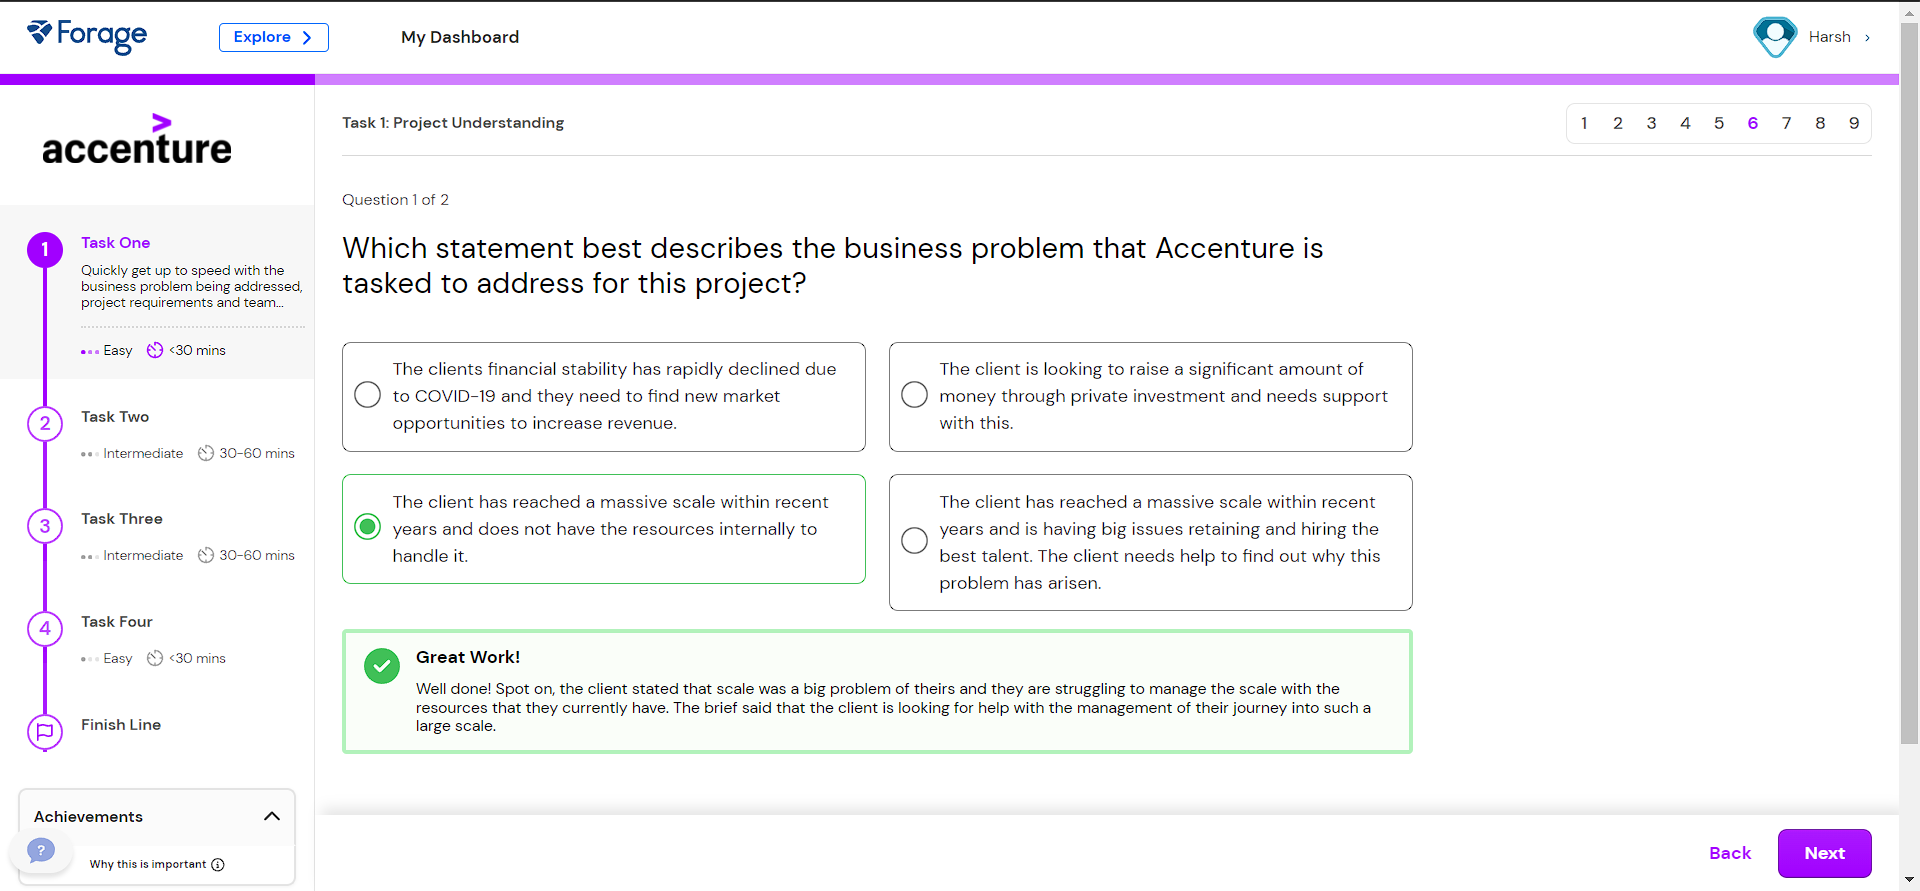 Forage
Explore
My Dashboard
Harsh
accenture
Task 1: Project Understanding
1 2 3 4 5 6 7 8 9
1
Task One
Quickly get up to speed with the
business problem being addressed,
project requirements and team...
Easy <30 mins
2
Task Two
Intermediate 30-60 mins
3
Task Three
Intermediate 30-60 mins
4
Task Four
Easy <30 mins
Finish Line
Achievements
?
Why this is important
Question 1 of 2
Which statement best describes the business problem that Accenture is
tasked to address for this project?
The clients financial stability has rapidly declined due
to COVID-19 and they need to find new market
opportunities to increase revenue.
The client is looking to raise a significant amount of
money through private investment and needs support
with this.
The client has reached a massive scale within recent
years and does not have the resources internally to
handle it.
The client has reached a massive scale within recent
years and is having big issues retaining and hiring the
best talent. The client needs help to find out why this
problem has arisen.
Great Work!
Well done! Spot on, the client stated that scale was a big problem of theirs and they are struggling to manage the scale with the
resources that they currently have. The brief said that the client is looking for help with the management of their journey into such a
large scale.
Back
Next